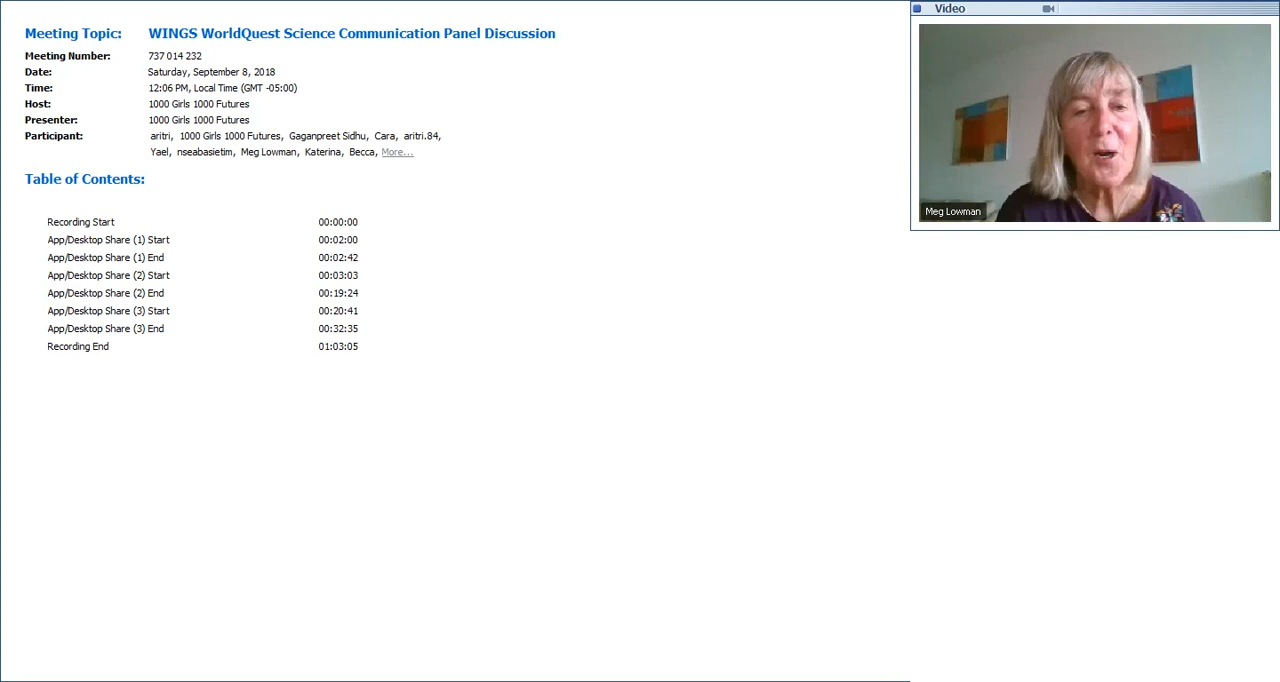 Meeting Topic: WINGS WorldQuest Science Communication Panel Discussion
Meeting Number: 737 014 232
Date: Saturday, September 8, 2018
Time: 12:06 PM, Local Time (GMT -05:00)
Host: 1000 Girls 1000 Futures
Presenter: 1000 Girls 1000 Futures
Participant: aritri, 1000 Girls 1000 Futures, Gaganpreet Sidhu, Cara, aritri.84,
Yael, nseabasietim, Meg Lowman, Katerina, Becca, More...
Table of Contents:
Recording Start 00:00:00
App/Desktop Share (1) Start 00:02:00
App/Desktop Share (1) End 00:02:42
App/Desktop Share (2) Start 00:03:03
App/Desktop Share (2) End 00:19:24
App/Desktop Share (3) Start 00:20:41
App/Desktop Share (3) End 00:32:35
Recording End 01:03:05
Video
Meg Lowman